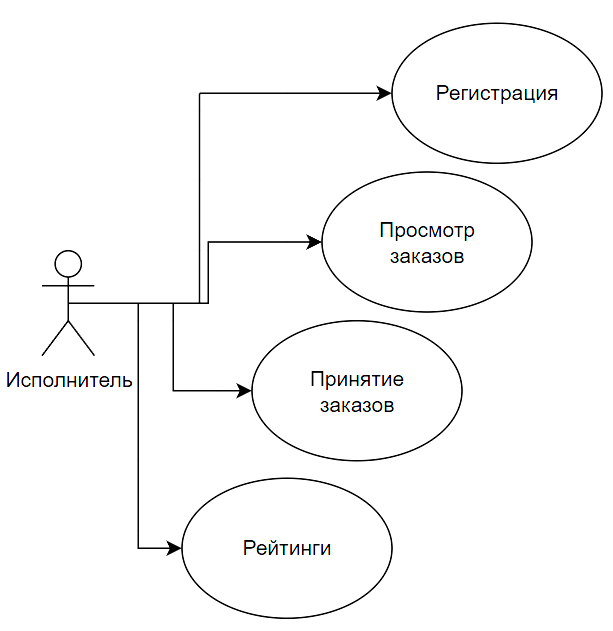 Регистрация
Просмотр
заказов
Исполнитель
Принятие
заказов
Рейтинги